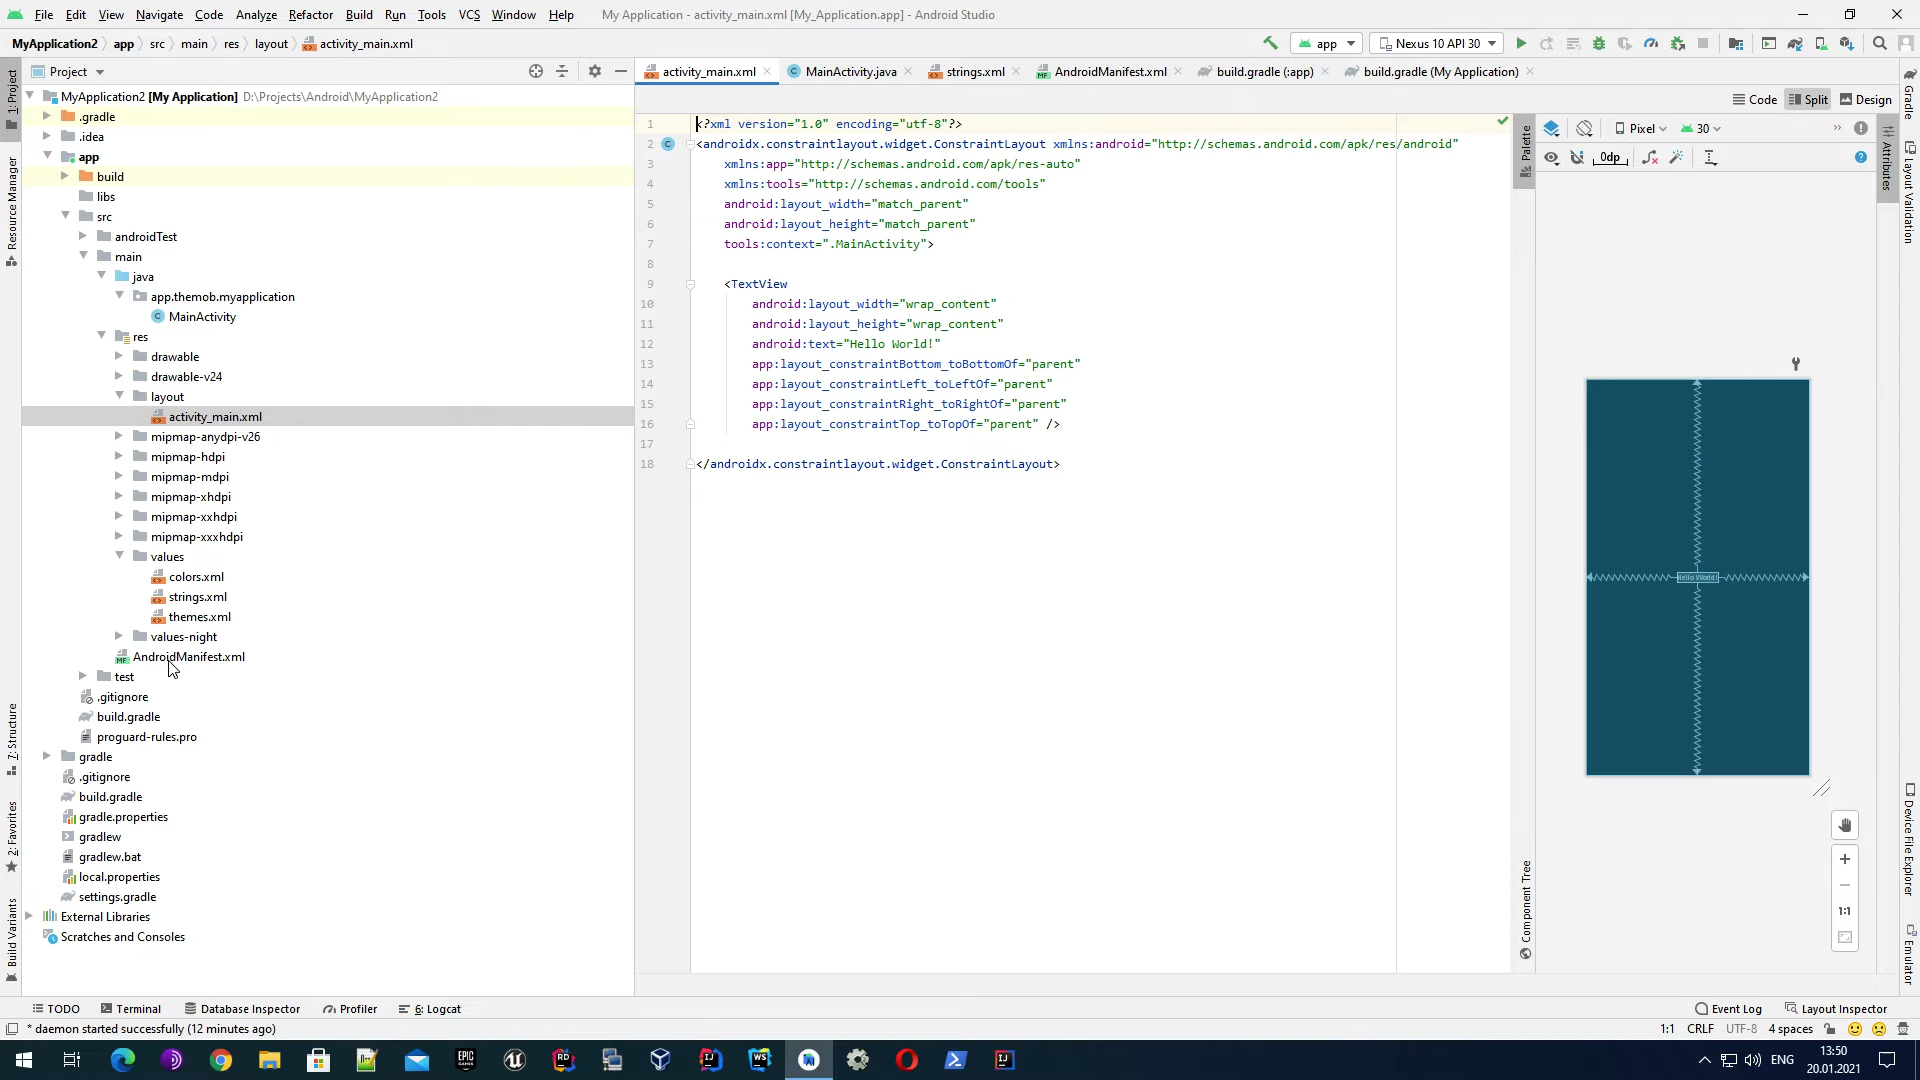 File Edit View Navigate Code Analyze Refactor Build Run Tools VCS Window Help My Application - activity_main.xml [My_Application.app] - Android Studio
MyApplication2 app src main res layout activity_main.xml app Nexus 10 API 30
Project activity_main.xml MainActivity.java strings.xml AndroidManifest.xml build.gradle (:app) build.gradle (My Application)
Code Split Design
1: Project
Resource Manager
7: Structure
2: Favorites
Build Variants
MyApplication2 [My Application] D:\Projects\Android\MyApplication2
.gradle
.idea
app
build
libs
src
androidTest
main
java
app.themob.myapplication
MainActivity
res
drawable
drawable-v24
layout
activity_main.xml
mipmap-anydpi-v26
mipmap-hdpi
mipmap-mdpi
mipmap-xhdpi
mipmap-xxhdpi
mipmap-xxxhdpi
values
colors.xml
strings.xml
themes.xml
values-night
AndroidManifest.xml
test
.gitignore
build.gradle
proguard-rules.pro
gradle
.gitignore
build.gradle
gradle.properties
gradlew
gradlew.bat
local.properties
settings.gradle
External Libraries
Scratches and Consoles
1 <?xml version="1.0" encoding="utf-8"?>
2 <androidx.constraintlayout.widget.ConstraintLayout xmlns:android="http://schemas.android.com/apk/res/android"
3 xmlns:app="http://schemas.android.com/apk/res-auto"
4 xmlns:tools="http://schemas.android.com/tools"
5 android:layout_width="match_parent"
6 android:layout_height="match_parent"
7 tools:context=".MainActivity">
8
9 <TextView
10 android:layout_width="wrap_content"
11 android:layout_height="wrap_content"
12 android:text="Hello World!"
13 app:layout_constraintBottom_toBottomOf="parent"
14 app:layout_constraintLeft_toLeftOf="parent"
15 app:layout_constraintRight_toRightOf="parent"
16 app:layout_constraintTop_toTopOf="parent" />
17
18 </androidx.constraintlayout.widget.ConstraintLayout>
Palette
Component Tree
Pixel 30
0dp
Hello World!
1:1
Attributes
Gradle
Layout Validation
Device File Explorer
Emulator
TODO Terminal Database Inspector Profiler 6: Logcat Event Log Layout Inspector
* daemon started successfully (12 minutes ago) 1:1 CRLF UTF-8 4 spaces
ENG 13:50
20.01.2021